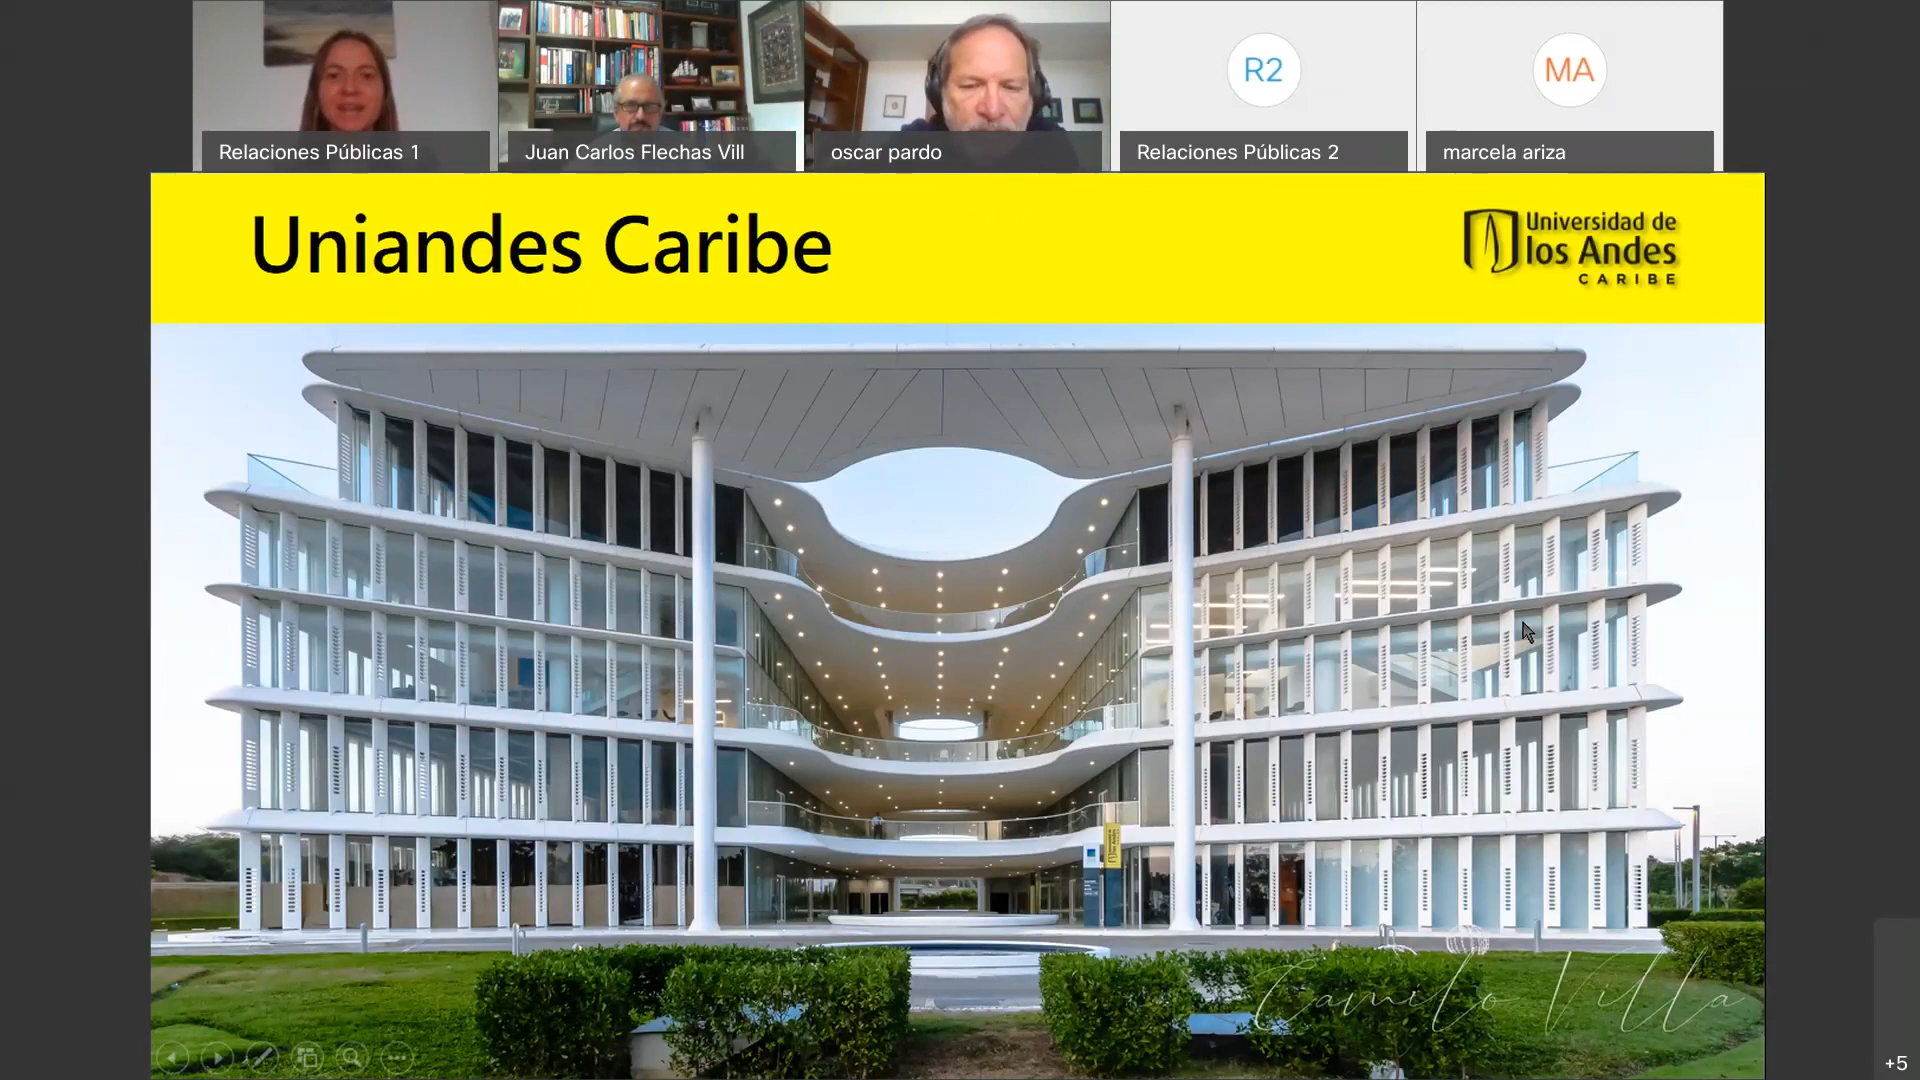 R2
MA
Relaciones Públicas 1
Juan Carlos Flechas Vill
oscar pardo
Relaciones Públicas 2
marcela ariza
Uniandes Caribe
Universidad de
los Andes
CARIBE
Camilo Villa
+5